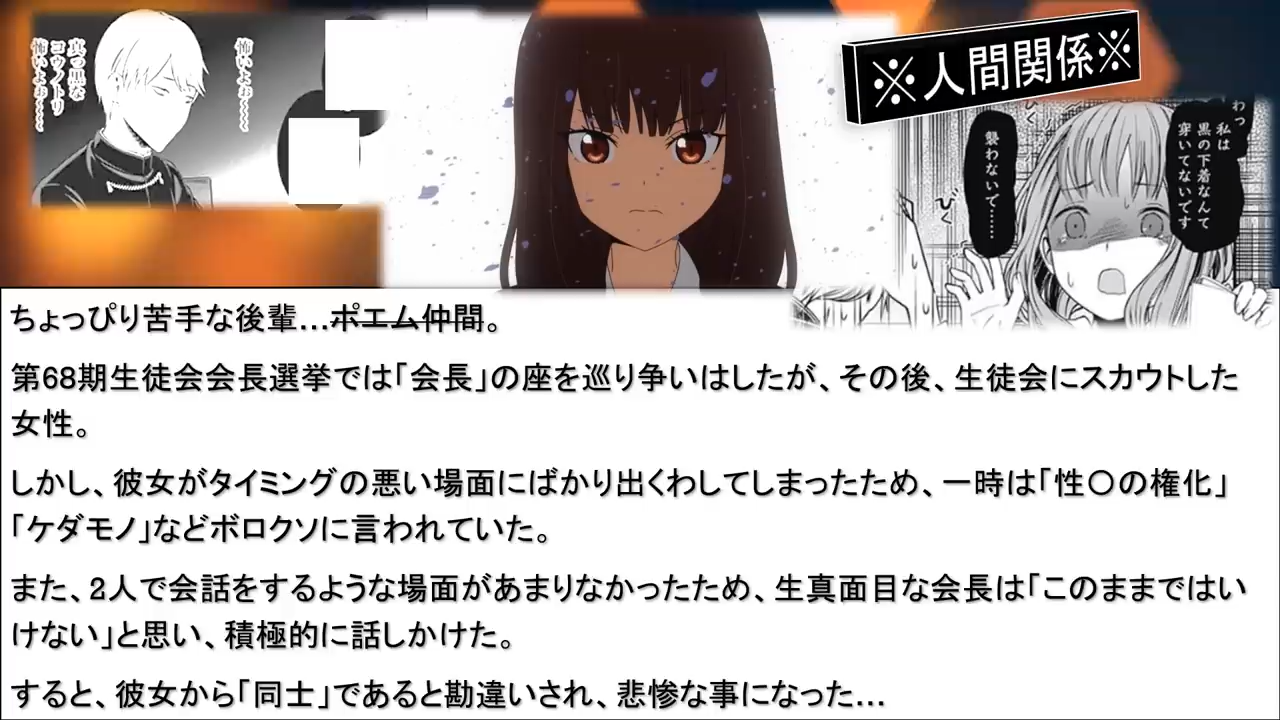 怖いよぉ〜〜〜
真っ黒な
コウノトリ
怖いよぉ〜〜〜
※人間関係※
わっ
私は
黒の下着なんて
穿いてないです
襲わないで……
びく
ちょっぴり苦手な後輩…ポエム仲間。
第68期生徒会会長選挙では「会長」の座を巡り争いはしたが、その後、生徒会にスカウトした
女性。
しかし、彼女がタイミングの悪い場面にばかり出くわしてしまったため、一時は「性〇の権化」
「ケダモノ」などボロクソに言われていた。
また、2人で会話をするような場面があまりなかったため、生真面目な会長は「このままではい
けない」と思い、積極的に話しかけた。
すると、彼女から「同士」であると勘違いされ、悲惨な事になった…